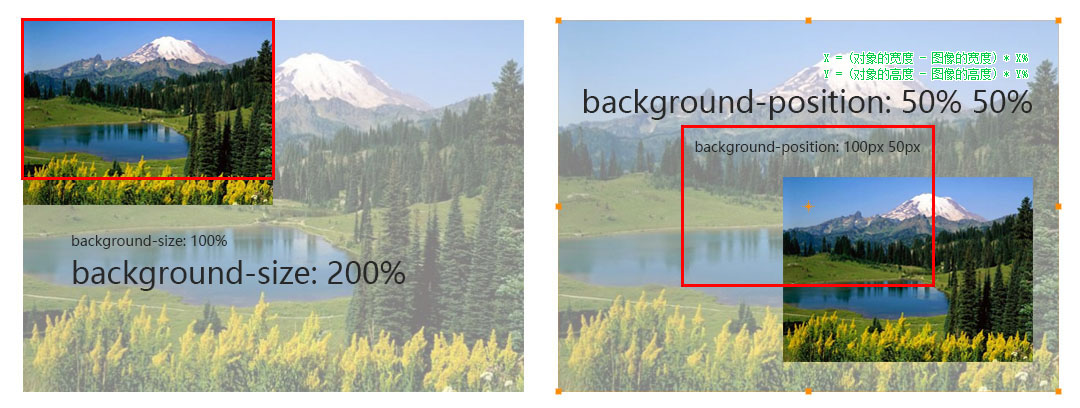 background-size: 100%
background-size: 200%
X = (对象的宽度 - 图像的宽度) * X%
Y = (对象的高度 - 图像的高度) * Y%
background-position: 50% 50%
background-position: 100px 50px